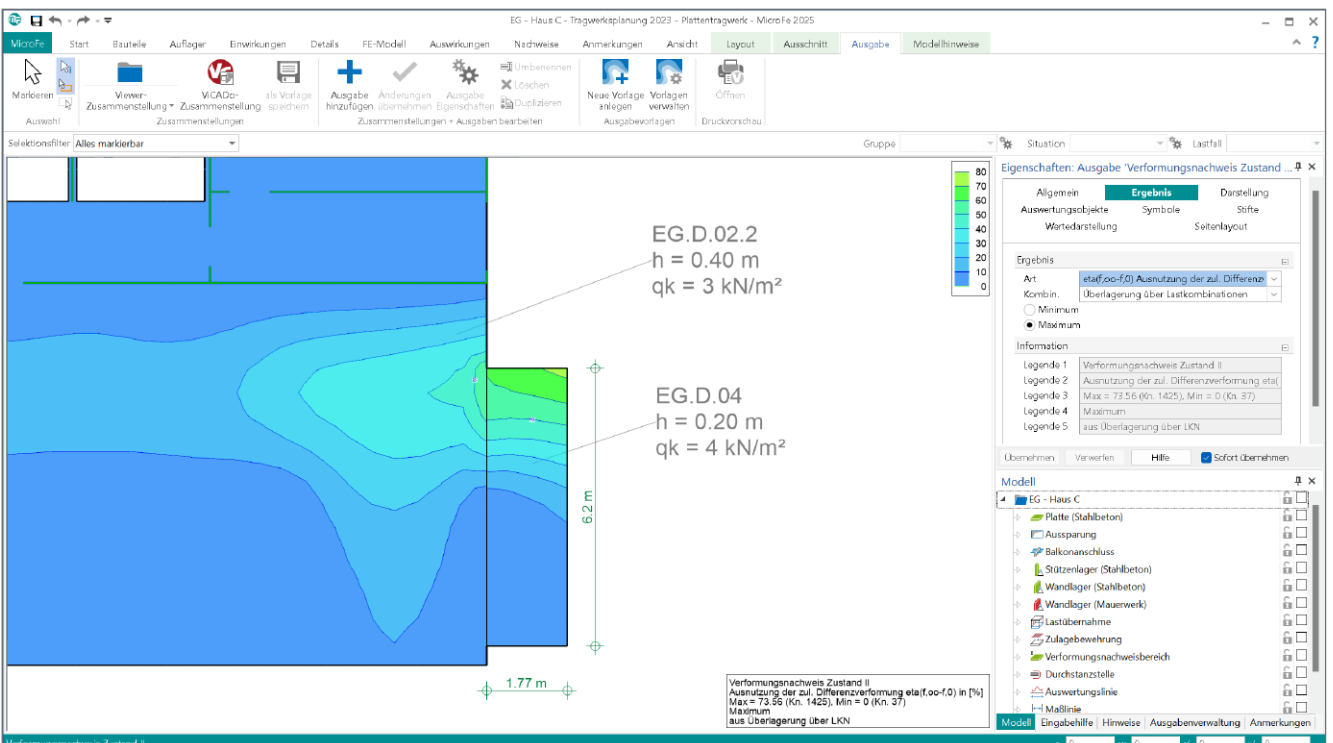 EG - Haus C - Tragwerksplanung 2023 - Plattentragwerk - MicroFe 2025
MicroFe Start Bauteile Auflager Einwirkungen Details FE-Modell Auswirkungen Nachweise Anmerkungen Ansicht Layout Ausschnitt Ausgabe Modellhinweise
Markieren
Viewer-
Zusammenstellung
ViCADo-
Zusammenstellung
als Vorlage
speichern
Ausgabe
hinzufügen
Änderungen
übernehmen
Ausgabe
Eigenschaften
Umbenennen
Löschen
Duplizieren
Neue Vorlage
anlegen
Vorlagen
verwalten
Öffnen
Auswahl Zusammenstellungen Zusammenstellungen + Ausgaben bearbeiten Ausgabevorlagen Druckvorschau
Selektionsfilter Alles markierbar Gruppe Situation Lastfall
80
70
60
50
40
30
20
10
0
EG.D.02.2
h = 0.40 m
qk = 3 kN/m²
EG.D.04
h = 0.20 m
qk = 4 kN/m²
6.2 m
1.77 m
Verformungsnachweis Zustand II
Ausnutzung der zul. Differenzverformung eta(f,oo-f,0) in [%]
Max = 73.56 (Kn. 1425), Min = 0 (Kn. 37)
Maximum
aus Überlagerung über LKN
Eigenschaften: Ausgabe 'Verformungsnachweis Zustand ...
Allgemein Ergebnis Darstellung
Auswertungsobjekte Symbole Stifte
Wertedarstellung Seitenlayout
Ergebnis
Art eta(f,oo-f,0) Ausnutzung der zul. Differenz
Kombin. Überlagerung über Lastkombinationen
Minimum
Maximum
Information
Legende 1 Verformungsnachweis Zustand II
Legende 2 Ausnutzung der zul. Differenzverformung eta(
Legende 3 Max = 73.56 (Kn. 1425), Min = 0 (Kn. 37)
Legende 4 Maximum
Legende 5 aus Überlagerung über LKN
Übernehmen Verwerfen Hilfe Sofort übernehmen
Modell
EG - Haus C
Platte (Stahlbeton)
Aussparung
Balkonanschluss
Stützenlager (Stahlbeton)
Wandlager (Stahlbeton)
Wandlager (Mauerwerk)
Lastübernahme
Zulagebewehrung
Verformungsnachweisbereich
Durchstanzstelle
Auswertungslinie
Maßlinie
Modell Eingabehilfe Hinweise Ausgabenverwaltung Anmerkungen